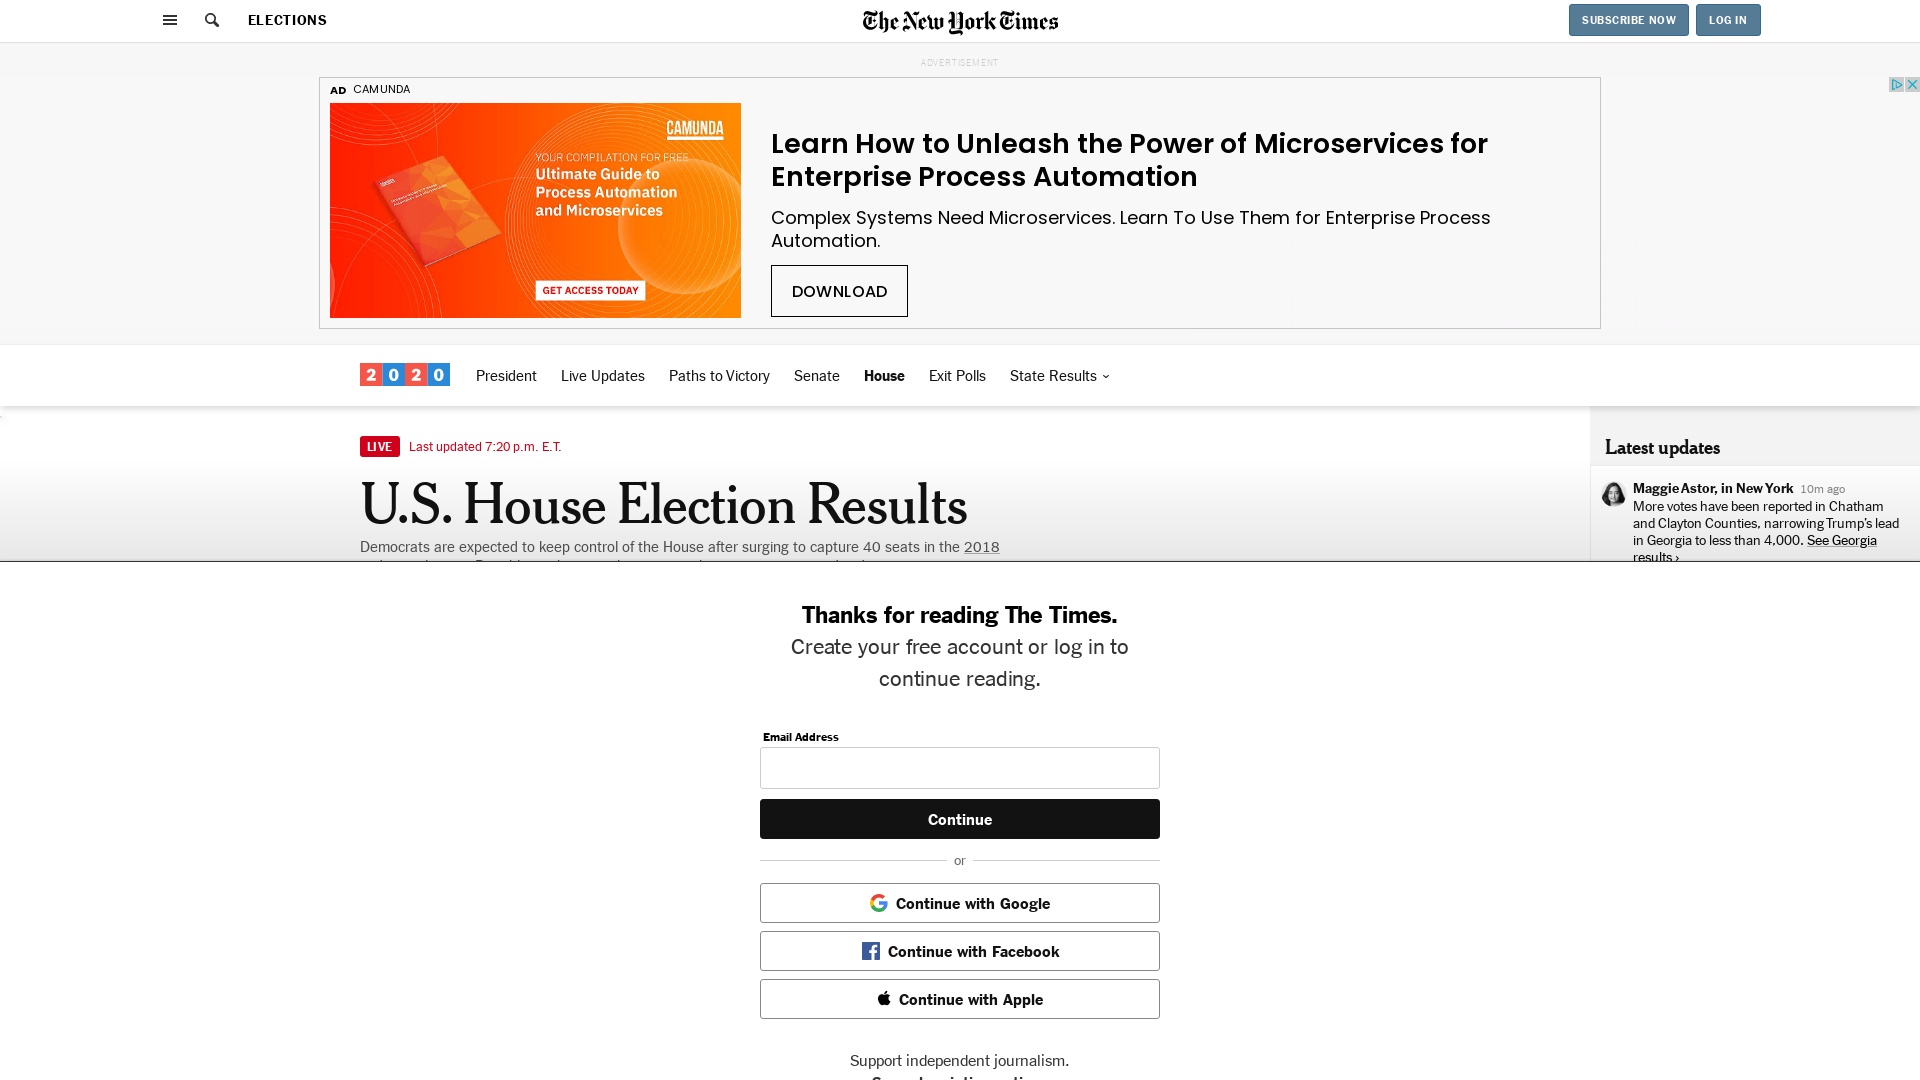 ELECTIONS
The New York Times
SUBSCRIBE NOW
LOG IN
ADVERTISEMENT
AD CAMUNDA
CAMUNDA
YOUR COMPILATION FOR FREE
Ultimate Guide to
Process Automation
and Microservices
GET ACCESS TODAY
Learn How to Unleash the Power of Microservices for
Enterprise Process Automation
Complex Systems Need Microservices. Learn To Use Them for Enterprise Process
Automation.
DOWNLOAD
2020 President Live Updates Paths to Victory Senate House Exit Polls State Results
LIVE Last updated 7:20 p.m. E.T.
U.S. House Election Results
Democrats are expected to keep control of the House after surging to capture 40 seats in the 2018
Latest updates
Maggie Astor, in New York 10m ago
More votes have been reported in Chatham
and Clayton Counties, narrowing Trump's lead
in Georgia to less than 4,000. See Georgia
results ›
Thanks for reading The Times.
Create your free account or log in to
continue reading.
Email Address
Continue
or
Continue with Google
Continue with Facebook
Continue with Apple
Support independent journalism.